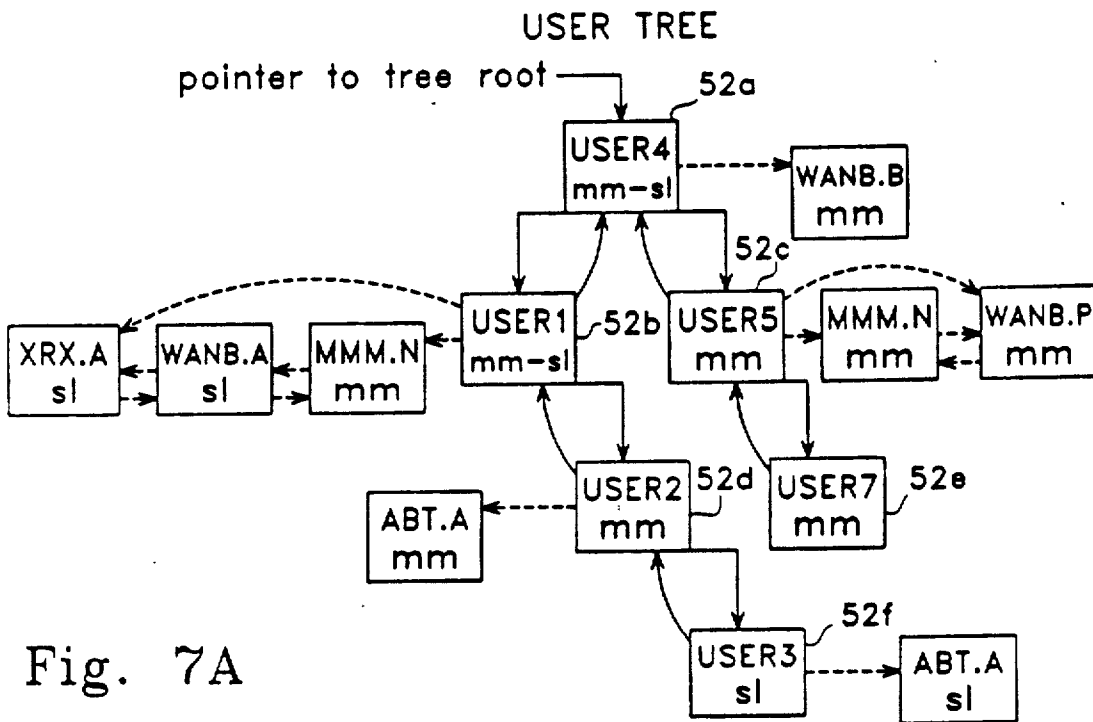 USER TREE
pointer to tree root
52a
USER4
mm-sl
WANB.B
mm
52c
USER1
mm-sl
52b
USER5
mm
MMM.N
mm
WANB.P
mm
XRX.A
sl
WANB.A
sl
MMM.N
mm
USER2
mm
52d
USER7
mm
52e
ABT.A
mm
52f
USER3
sl
ABT.A
sl
Fig. 7A